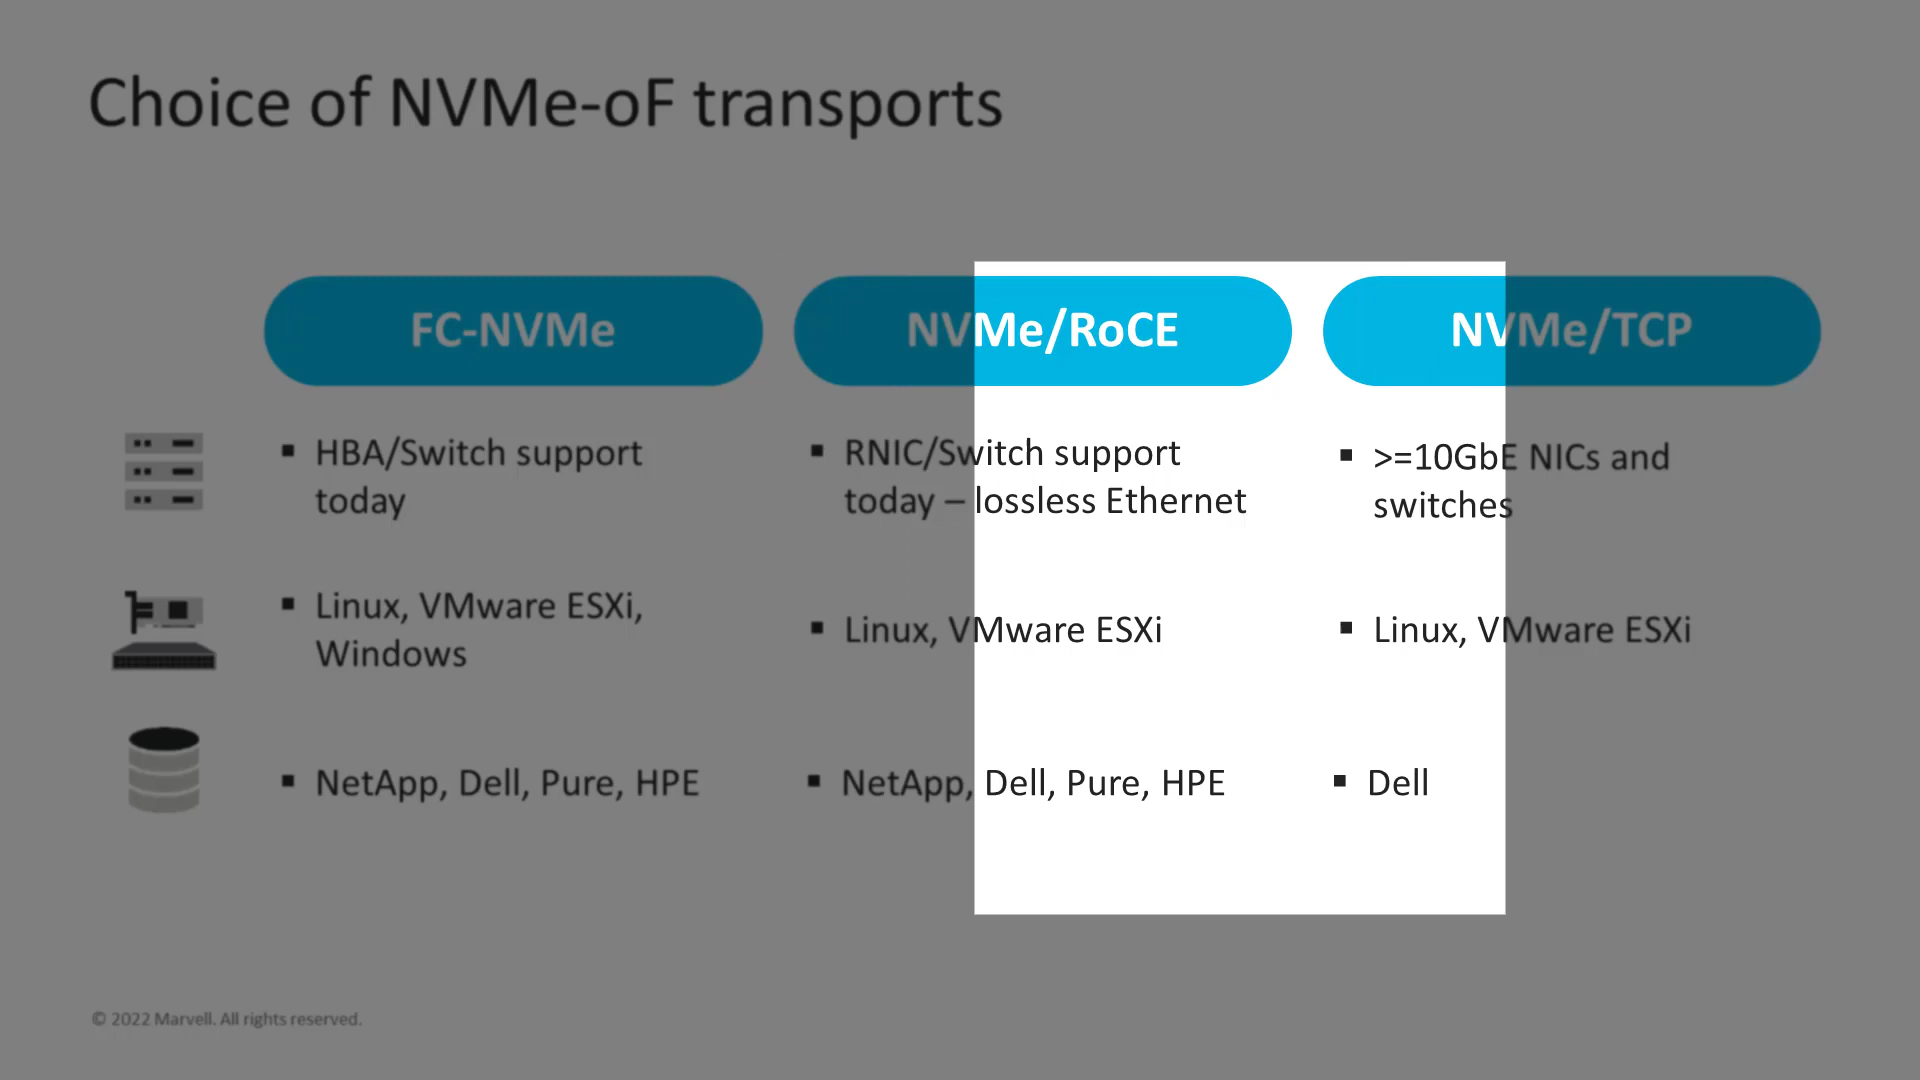 Choice of NVMe-oF transports
FC-NVMe
▪ HBA/Switch support
today
▪ Linux, VMware ESXi,
Windows
▪ NetApp, Dell, Pure, HPE
NVMe/RoCE
▪ RNIC/Switch support
today – lossless Ethernet
▪ Linux, VMware ESXi
▪ NetApp, Dell, Pure, HPE
NVMe/TCP
▪ >=10GbE NICs and
switches
▪ Linux, VMware ESXi
▪ Dell
© 2022 Marvell. All rights reserved.